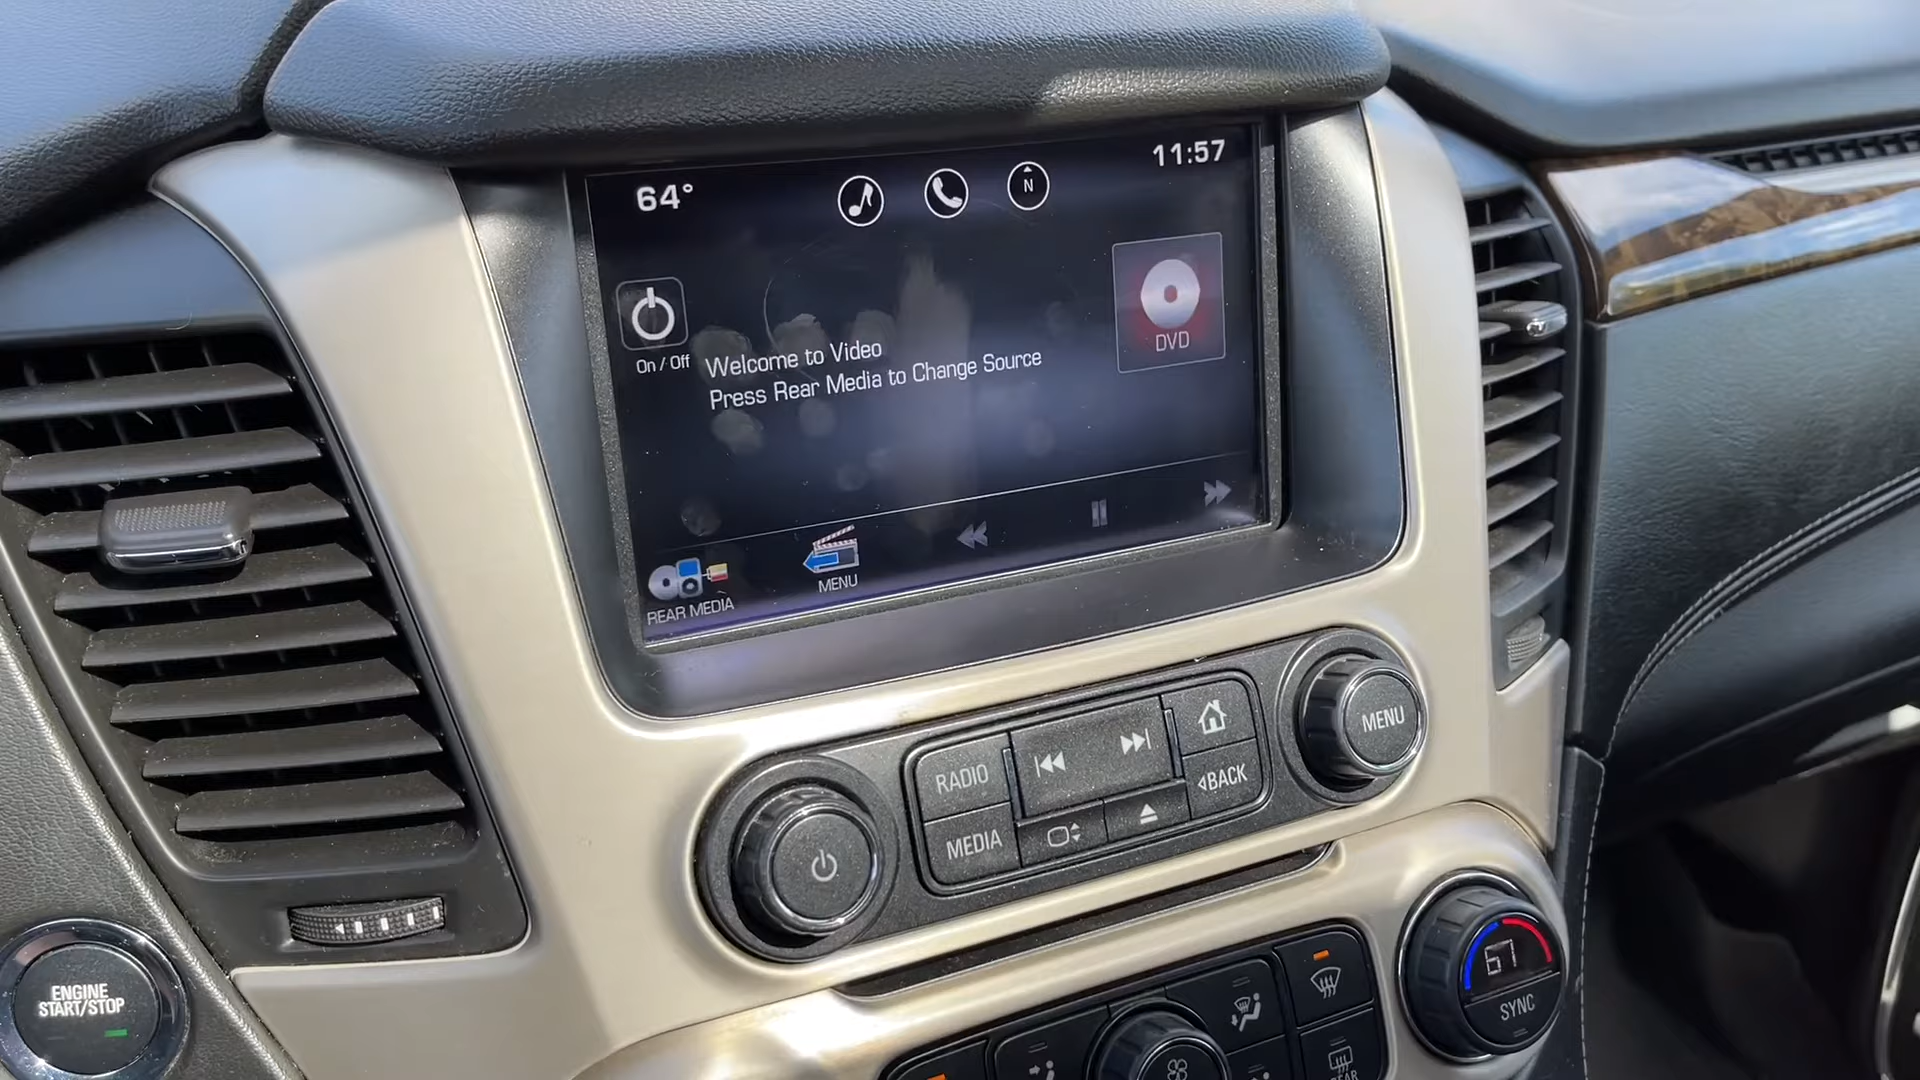 64°
N
11:57
On / Off
Welcome to Video
Press Rear Media to Change Source
DVD
REAR MEDIA
MENU
RADIO
MEDIA
BACK
MENU
ENGINE
START/STOP
67
SYNC
REAR